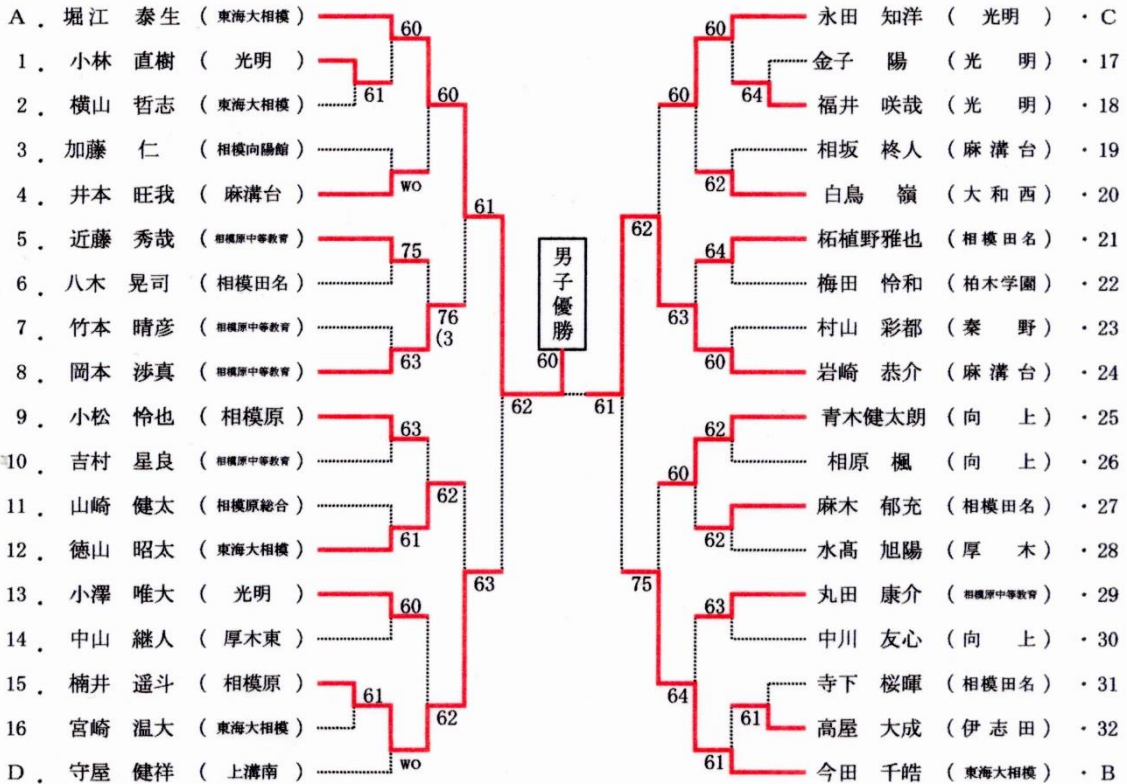 A . 堀江 泰生 ( 東海大相模 )
1 . 小林 直樹 ( 光明 )
2 . 横山 哲志 ( 東海大相模 )
3 . 加藤 仁 ( 相模向陽館 )
4 . 井本 旺我 ( 麻溝台 )
5 . 近藤 秀哉 ( 相模原中等教育 )
6 . 八木 晃司 ( 相模田名 )
7 . 竹本 晴彦 ( 相模原中等教育 )
8 . 岡本 渉真 ( 相模原中等教育 )
9 . 小松 怜也 ( 相模原 )
10 . 吉村 星良 ( 相模原中等教育 )
11 . 山崎 健太 ( 相模原総合 )
12 . 徳山 昭太 ( 東海大相模 )
13 . 小澤 唯大 ( 光明 )
14 . 中山 継人 ( 厚木東 )
15 . 楠井 遥斗 ( 相模原 )
16 宮崎 温大 ( 東海大相模 )
D . 守屋 健祥 ( 上溝南 )
60
61
wo
75
63
63
61
60
61
wo
60
76
(3
62
62
61
63
62
男子優勝
60
61
62
75
60
63
60
64
60
64
62
64
60
62
62
63
61
61
永田 知洋 ( 光明 ) ・ C
金子 陽 ( 光 明 ) ・ 17
福井 咲哉 ( 光 明 ) ・ 18
相坂 柊人 ( 麻溝台 ) ・ 19
白鳥 嶺 ( 大和西 ) ・ 20
柘植野雅也 ( 相模田名 ) ・ 21
梅田 怜和 ( 柏木学園 ) ・ 22
村山 彩都 ( 秦 野 ) ・ 23
岩崎 恭介 ( 麻溝台 ) ・ 24
青木健太朗 ( 向 上 ) ・ 25
相原 楓 ( 向 上 ) ・ 26
麻木 郁充 ( 相模田名 ) ・ 27
水髙 旭陽 ( 厚 木 ) ・ 28
丸田 康介 ( 相模原中等教育 ) ・ 29
中川 友心 ( 向 上 ) ・ 30
寺下 桜暉 ( 相模田名 ) ・ 31
高屋 大成 ( 伊志田 ) ・ 32
今田 千皓 ( 東海大相模 ) ・ B